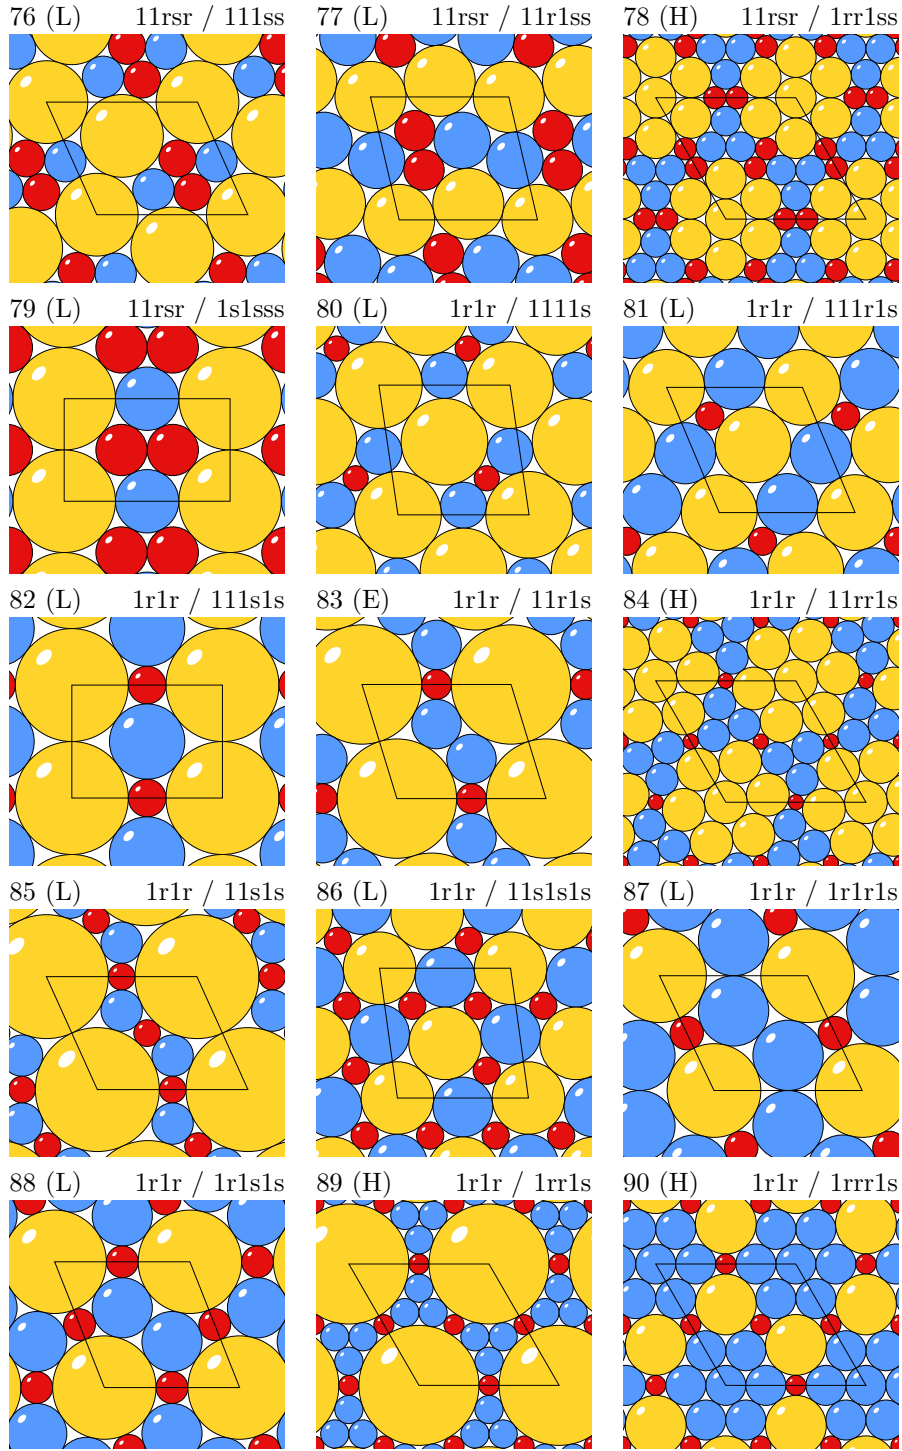 76 (L) 11rsr / 111ss
77 (L) 11rsr / 11r1ss
78 (H) 11rsr / 1rr1ss
79 (L) 11rsr / 1s1sss
80 (L) 1r1r / 1111s
81 (L) 1r1r / 111r1s
82 (L) 1r1r / 111s1s
83 (E) 1r1r / 11r1s
84 (H) 1r1r / 11rr1s
85 (L) 1r1r / 11s1s
86 (L) 1r1r / 11s1s1s
87 (L) 1r1r / 1r1r1s
88 (L) 1r1r / 1r1s1s
89 (H) 1r1r / 1rr1s
90 (H) 1r1r / 1rrr1s